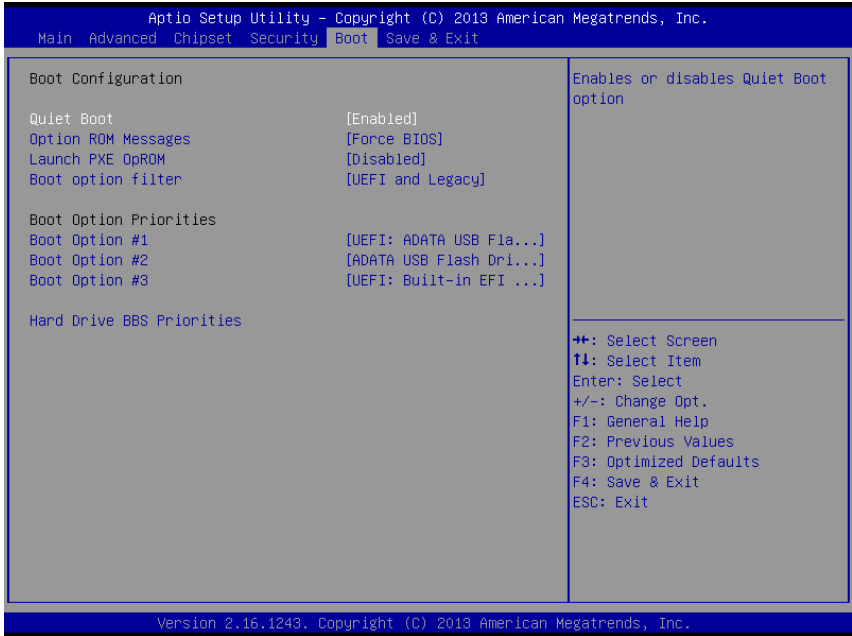 Aptio Setup Utility – Copyright (C) 2013 American Megatrends, Inc.
Main Advanced Chipset Security Boot Save & Exit
Boot Configuration
Quiet Boot [Enabled]
Option ROM Messages [Force BIOS]
Launch PXE OpROM [Disabled]
Boot option filter [UEFI and Legacy]
Boot Option Priorities
Boot Option #1 [UEFI: ADATA USB Fla...]
Boot Option #2 [ADATA USB Flash Dri...]
Boot Option #3 [UEFI: Built-in EFI ...]
Hard Drive BBS Priorities
Enables or disables Quiet Boot
option
→←: Select Screen
↑↓: Select Item
Enter: Select
+/-: Change Opt.
F1: General Help
F2: Previous Values
F3: Optimized Defaults
F4: Save & Exit
ESC: Exit
Version 2.16.1243. Copyright (C) 2013 American Megatrends, Inc.